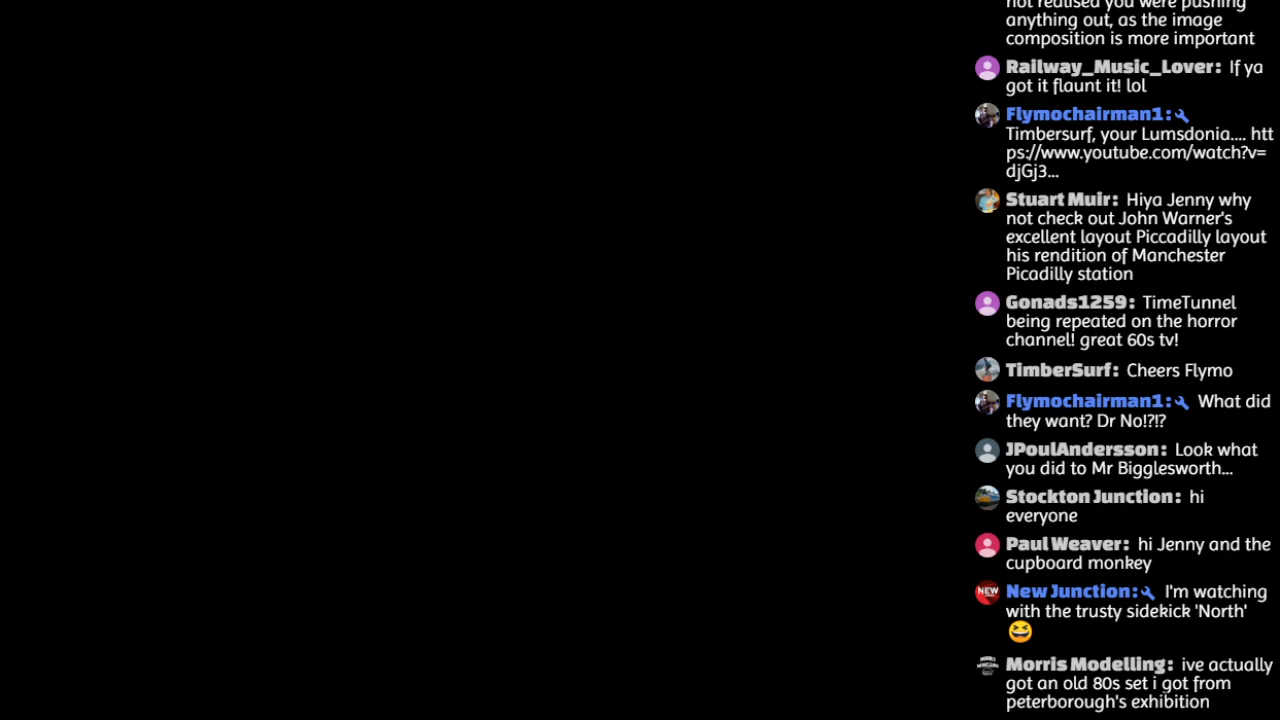 not realised you were pushing
anything out, as the image
composition is more important
Railway_Music_Lover: If ya
got it flaunt it! lol
Flymochairman1:
Timbersurf, your Lumsdonia.... htt
ps://www.youtube.com/watch?v=
djGj3...
Stuart Muir: Hiya Jenny why
not check out John Warner's
excellent layout Piccadilly layout
his rendition of Manchester
Picadilly station
Gonads1259: TimeTunnel
being repeated on the horror
channel! great 60s tv!
TimberSurf: Cheers Flymo
Flymochairman1: What did
they want? Dr No!?!?
JPoulAndersson: Look what
you did to Mr Bigglesworth...
Stockton Junction: hi
everyone
Paul Weaver: hi Jenny and the
cupboard monkey
NEW New Junction: I'm watching
with the trusty sidekick 'North'
Morris Modelling: ive actually
got an old 80s set i got from
peterborough's exhibition